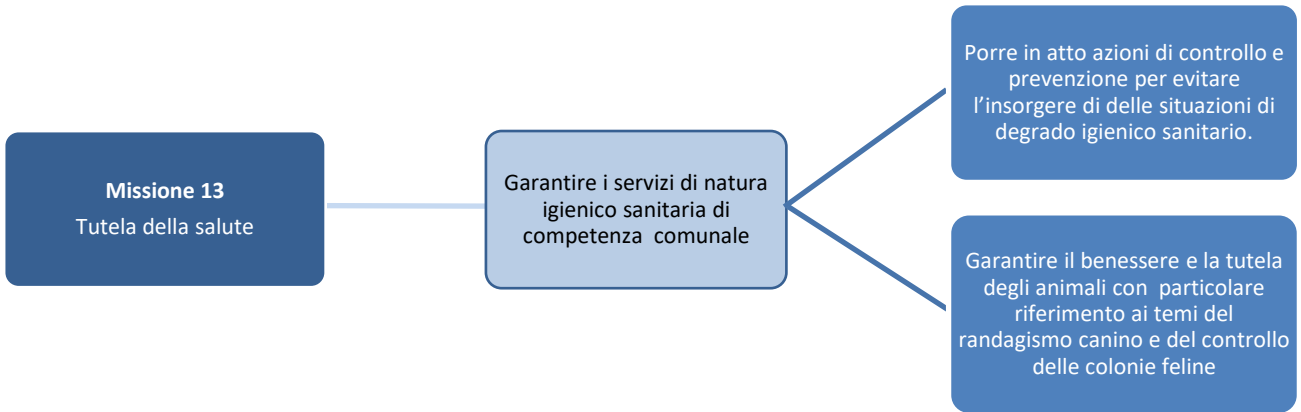 Missione 13
Tutela della salute
Garantire i servizi di natura
igienico sanitaria di
competenza comunale
Porre in atto azioni di controllo e
prevenzione per evitare
l’insorgere di delle situazioni di
degrado igienico sanitario.
Garantire il benessere e la tutela
degli animali con particolare
riferimento ai temi del
randagismo canino e del controllo
delle colonie feline